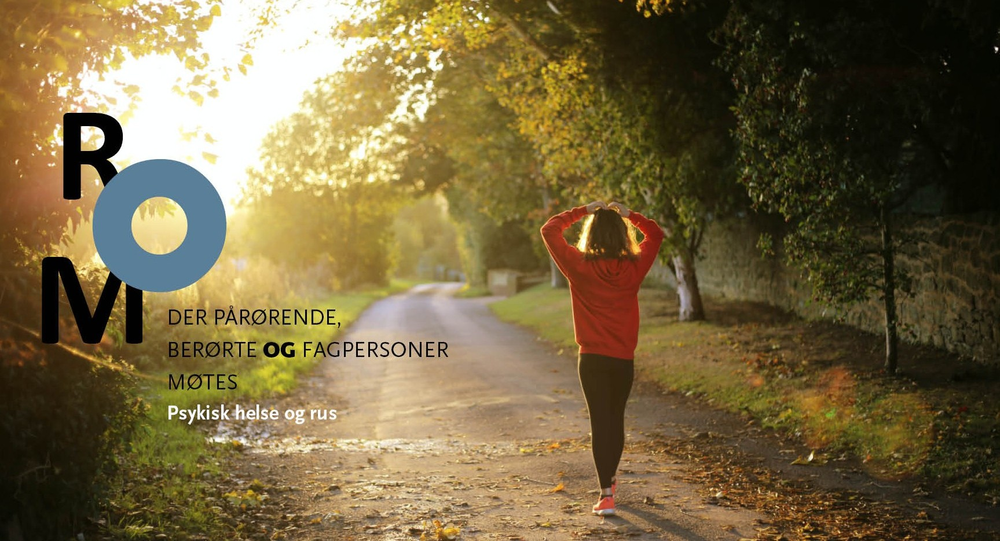 ROM
DER PÅRØRENDE,
BERØRTE OG FAGPERSONER
MØTES
Psykisk helse og rus